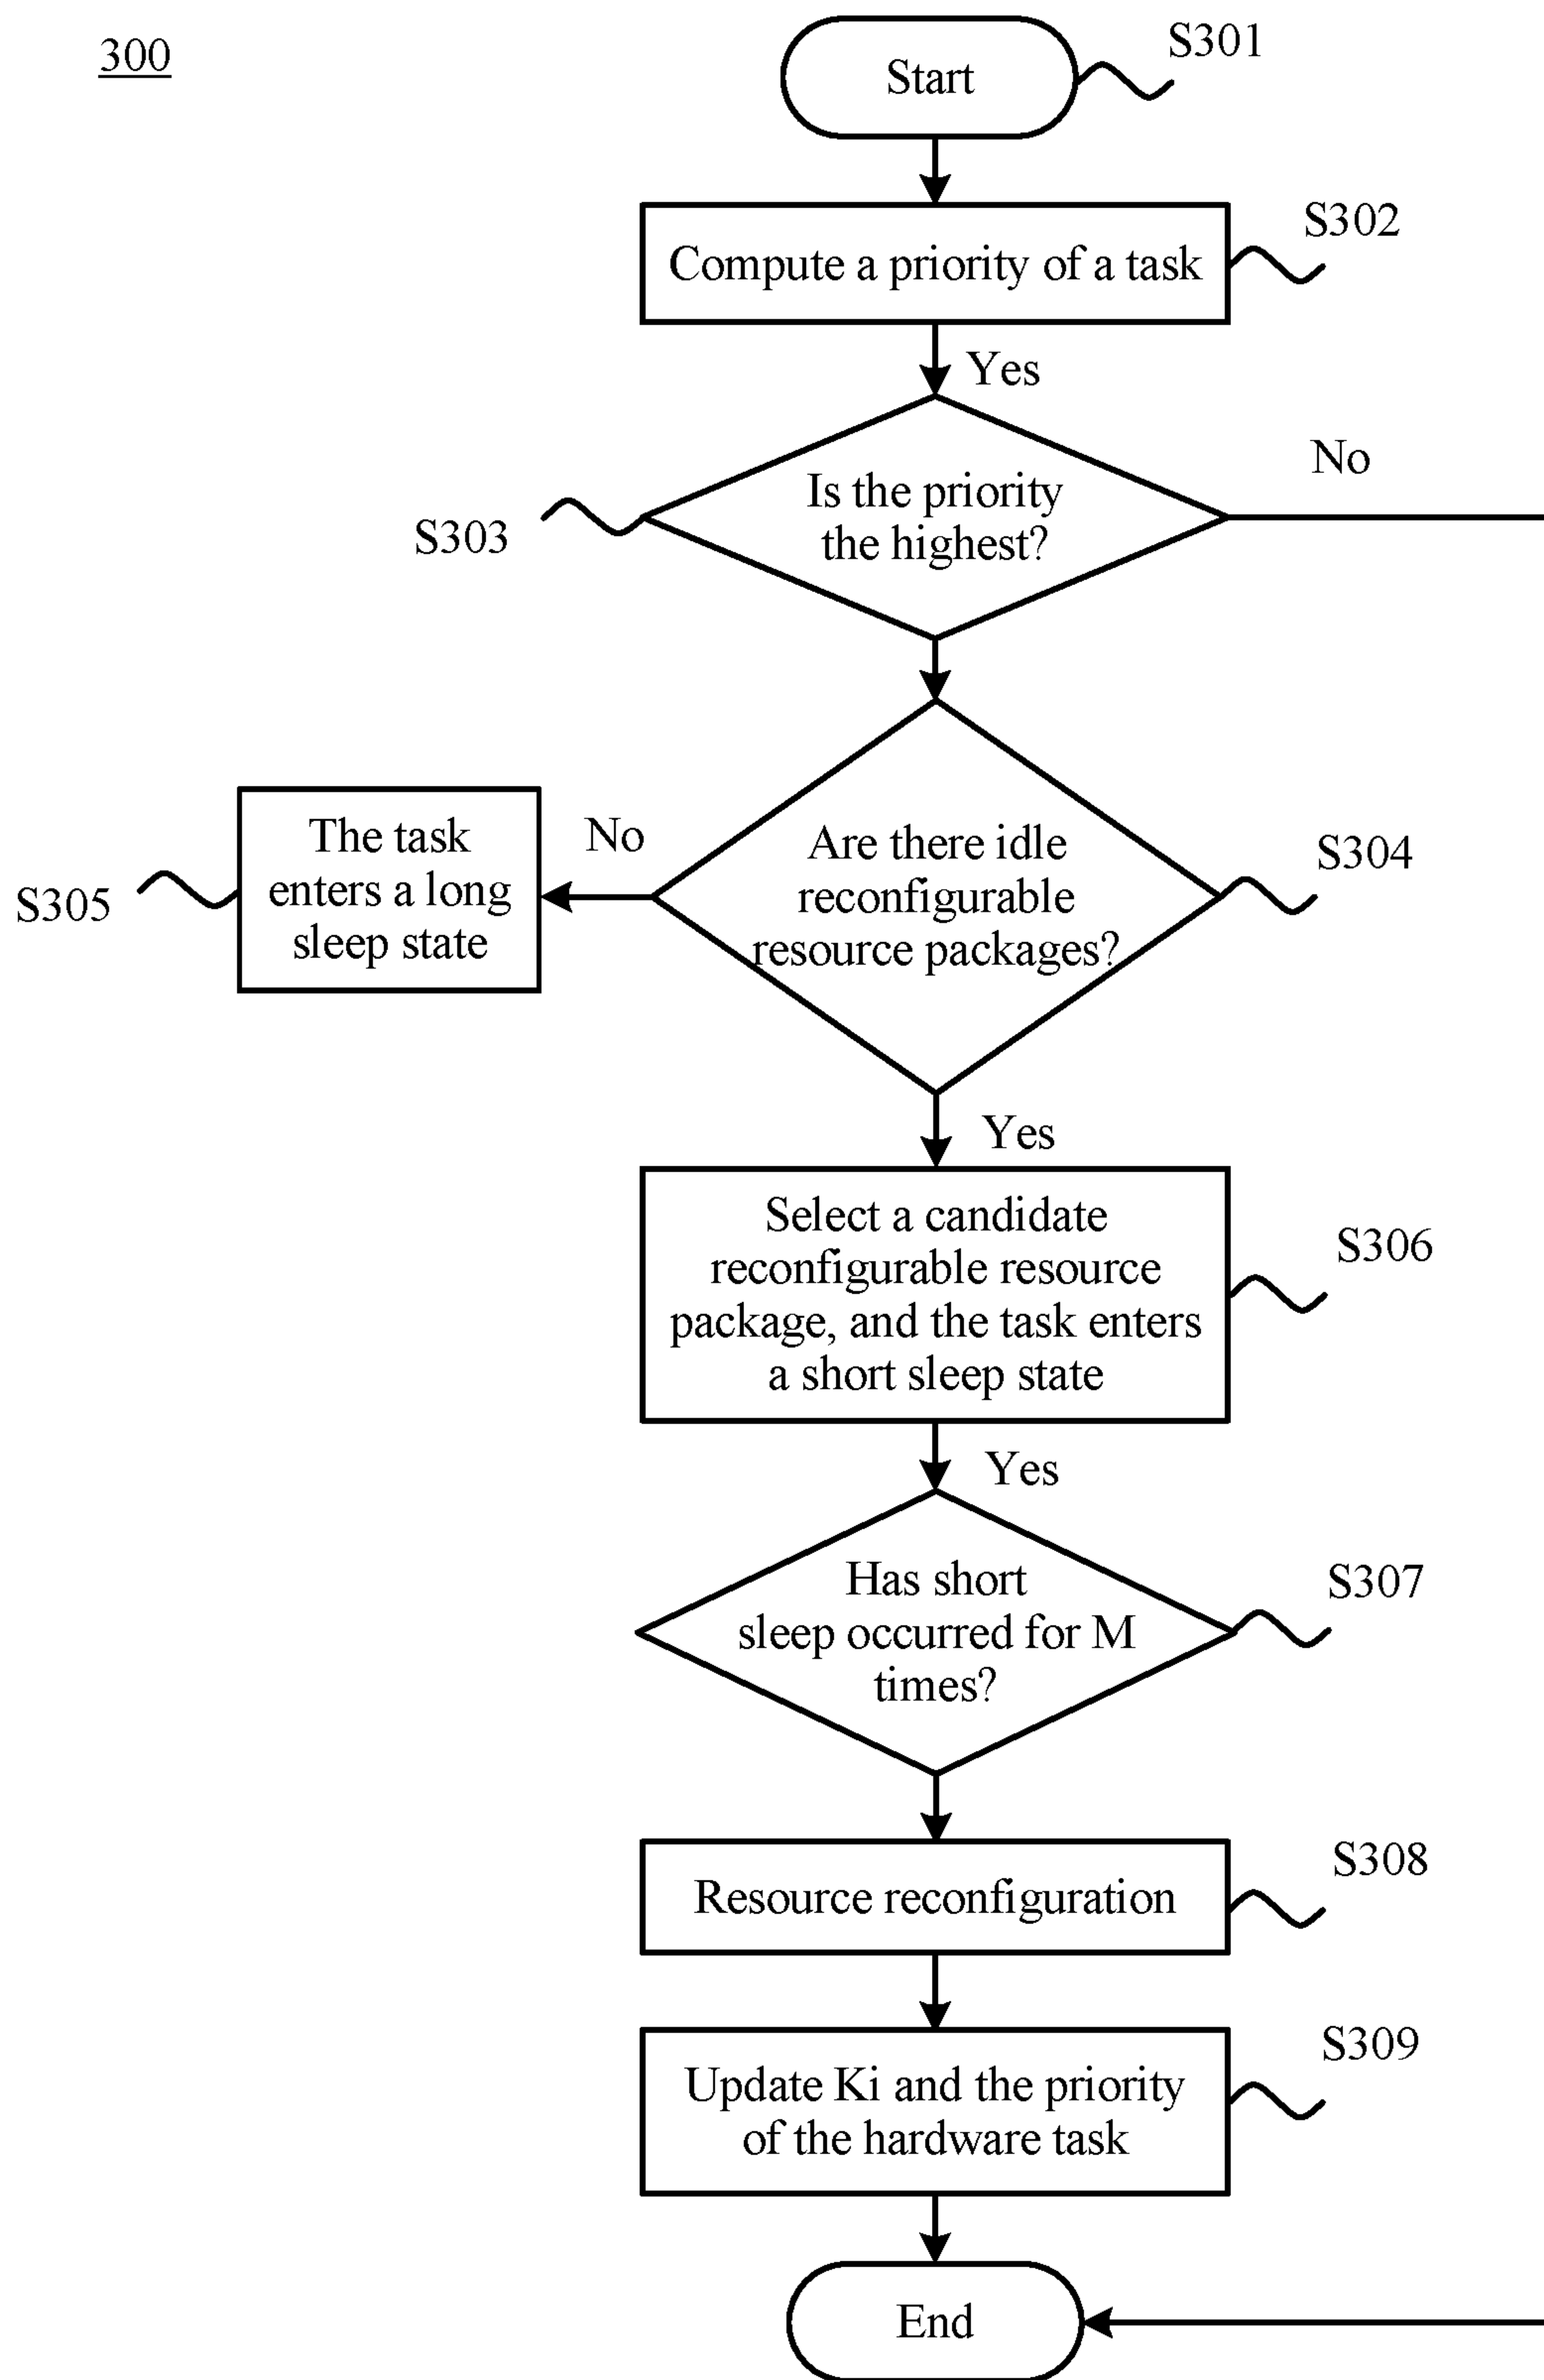 300
Start
S301
Compute a priority of a task
S302
Yes
Is the priority
the highest?
No
S303
Are there idle
reconfigurable
resource packages?
S304
No
The task
enters a long
sleep state
S305
Yes
Select a candidate
reconfigurable resource
package, and the task enters
a short sleep state
S306
Yes
Has short
sleep occurred for M
times?
S307
Resource reconfiguration
S308
Update Ki and the priority
of the hardware task
S309
End